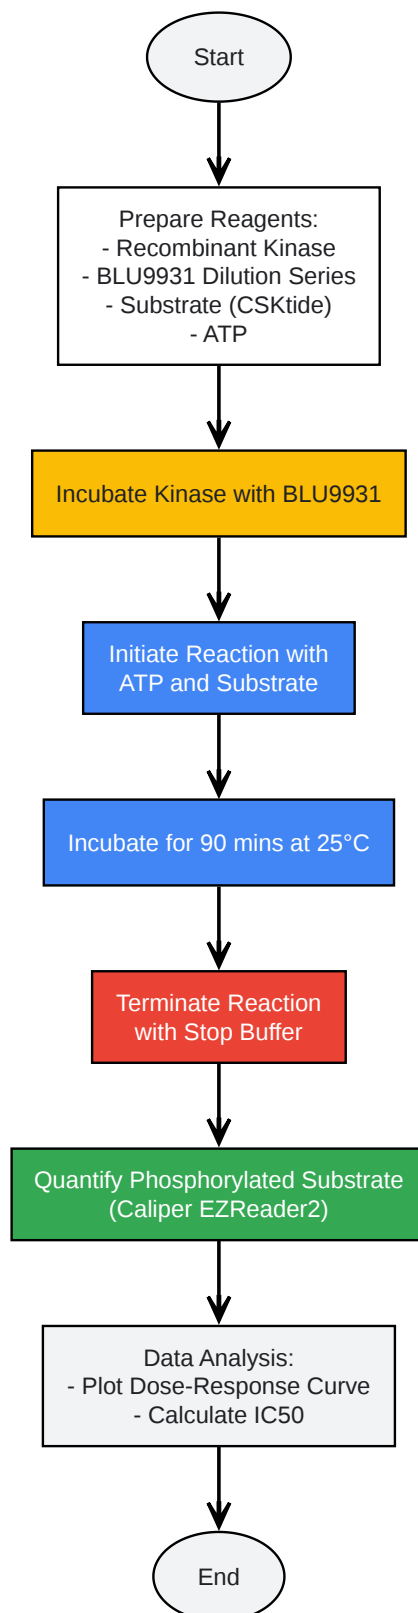 Start
Prepare Reagents:
- Recombinant Kinase
- BLU9931 Dilution Series
- Substrate (CSKtide)
- ATP
Incubate Kinase with BLU9931
Initiate Reaction with
ATP and Substrate
Incubate for 90 mins at 25°C
Terminate Reaction
with Stop Buffer
Quantify Phosphorylated Substrate
(Caliper EZReader2)
Data Analysis:
- Plot Dose-Response Curve
- Calculate IC50
End